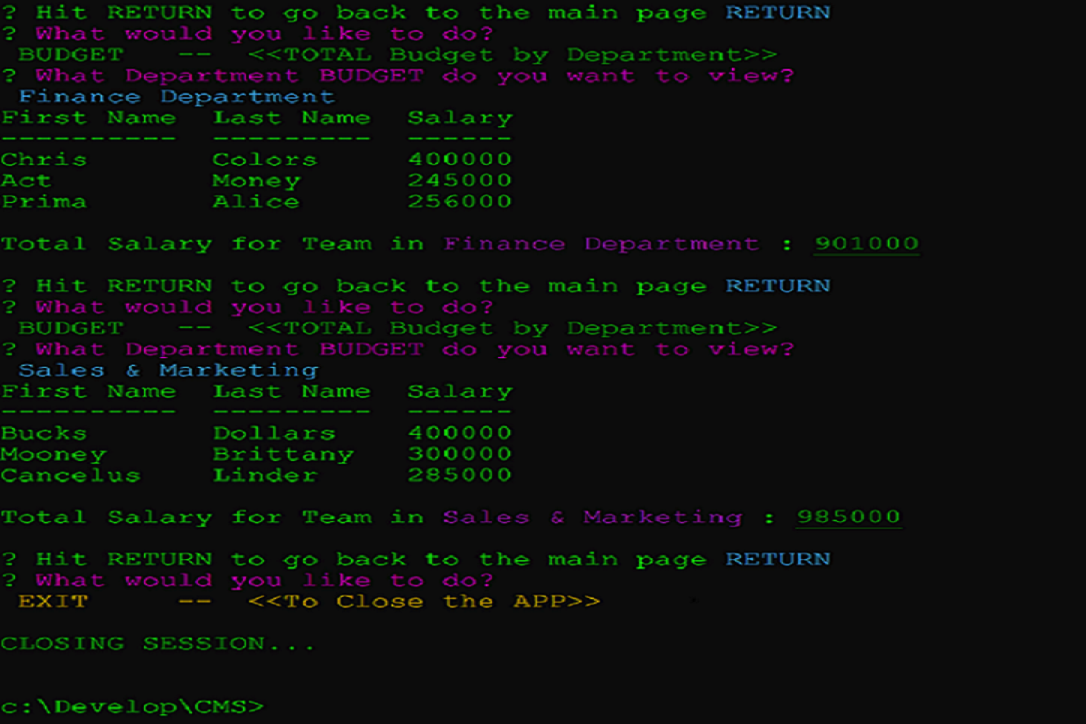 ? Hit RETURN to go back to the main page RETURN
? What would you like to do?
BUDGET -- <<TOTAL Budget by Department>>
? What Department BUDGET do you want to view?
Finance Department
First Name Last Name Salary
---------- --------- ------
Chris Colors 400000
Act Money 245000
Prima Alice 256000
Total Salary for Team in Finance Department : 901000
? Hit RETURN to go back to the main page RETURN
? What would you like to do?
BUDGET -- <<TOTAL Budget by Department>>
? What Department BUDGET do you want to view?
Sales & Marketing
First Name Last Name Salary
---------- --------- ------
Bucks Dollars 400000
Mooney Brittany 300000
Cancelus Linder 285000
Total Salary for Team in Sales & Marketing : 985000
? Hit RETURN to go back to the main page RETURN
? What would you like to do?
EXIT -- <<To Close the APP>>
CLOSING SESSION...
c:\Develop\CMS>